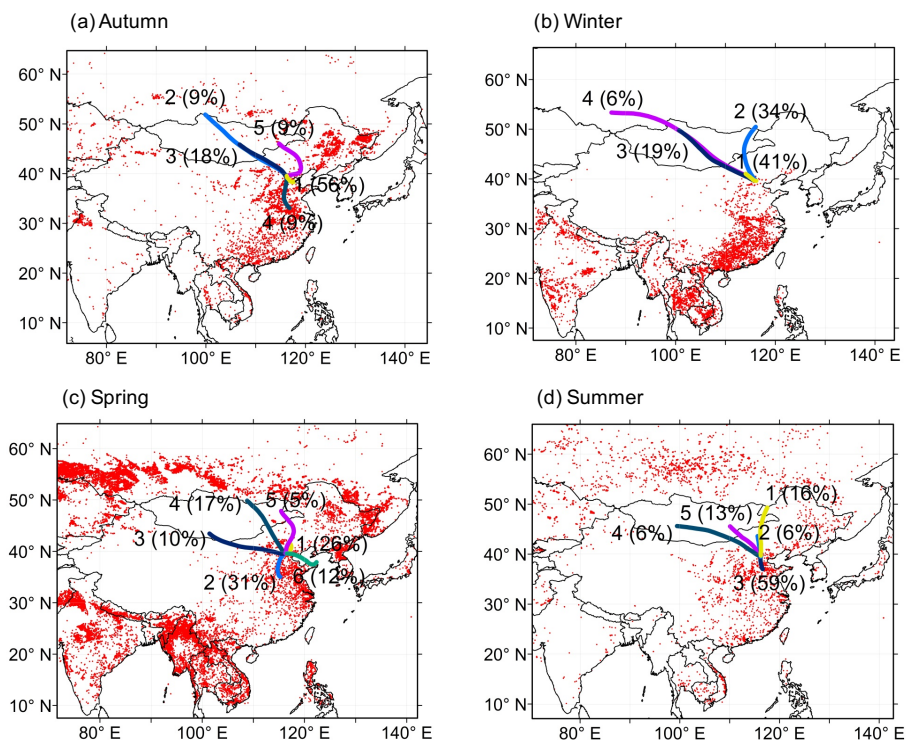 (a) Autumn
60° N
50° N
40° N
30° N
20° N
10° N
2 (9%)
5 (9%)
3 (18%)
1 (56%)
4 (9%)
80° E
100° E
120° E
140° E
(b) Winter
60° N
50° N
40° N
30° N
20° N
10° N
4 (6%)
2 (34%)
3 (19%)
1 (41%)
80° E
100° E
120° E
140° E
(c) Spring
60° N
50° N
40° N
30° N
20° N
10° N
4 (17%)
5 (5%)
3 (10%)
1 (26%)
2 (31%)
6 (12%)
80° E
100° E
120° E
140° E
(d) Summer
60° N
50° N
40° N
30° N
20° N
10° N
1 (16%)
5 (13%)
4 (6%)
2 (6%)
3 (59%)
80° E
100° E
120° E
140° E